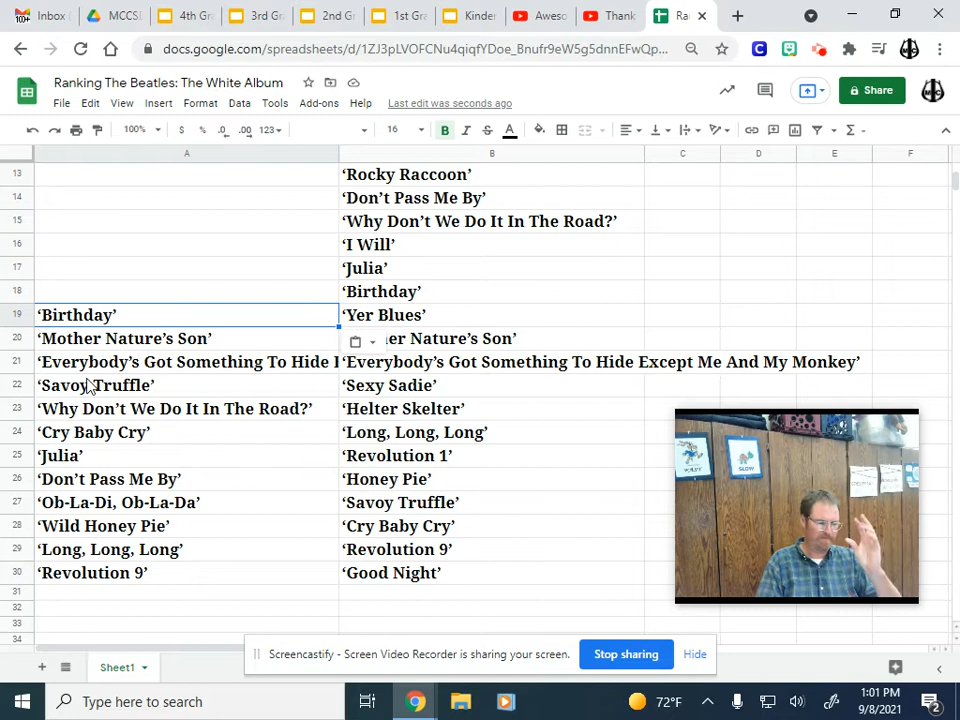 Inbox (
MCCSE
4th Gr
3rd Gra
2nd Gr
1st Gra
Kinder
Aweso
Thank
Ra
docs.google.com/spreadsheets/d/1ZJ3pLVOFCNu4qiqfYDoe_Bnufr9eW5g5dnnEFwQp...
Ranking The Beatles: The White Album
File Edit View Insert Format Data Tools Add-ons Help Last edit was seconds ago
Share
100% $ % .0 .00 123 16 B I S A
A B C D E F
13 ‘Rocky Raccoon’
14 ‘Don’t Pass Me By’
15 ‘Why Don’t We Do It In The Road?’
16 ‘I Will’
17 ‘Julia’
18 ‘Birthday’
19 ‘Birthday’ ‘Yer Blues’
20 ‘Mother Nature’s Son’ er Nature’s Son’
21 ‘Everybody’s Got Something To Hide ‘Everybody’s Got Something To Hide Except Me And My Monkey’
22 ‘Savoy Truffle’ ‘Sexy Sadie’
23 ‘Why Don’t We Do It In The Road?’ ‘Helter Skelter’
24 ‘Cry Baby Cry’ ‘Long, Long, Long’
25 ‘Julia’ ‘Revolution 1’
26 ‘Don’t Pass Me By’ ‘Honey Pie’
27 ‘Ob-La-Di, Ob-La-Da’ ‘Savoy Truffle’
28 ‘Wild Honey Pie’ ‘Cry Baby Cry’
29 ‘Long, Long, Long’ ‘Revolution 9’
30 ‘Revolution 9’ ‘Good Night’
31
32
33
34
SLOW
Screencastify - Screen Video Recorder is sharing your screen.
Stop sharing
Hide
Sheet1
Type here to search
72°F
1:01 PM
9/8/2021
2